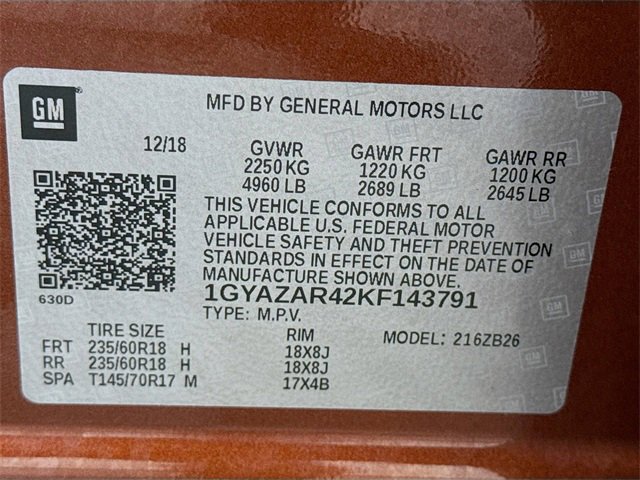 GM
MFD BY GENERAL MOTORS LLC
12/18 GVWR GAWR FRT GAWR RR
2250 KG 1220 KG 1200 KG
4960 LB 2689 LB 2645 LB
THIS VEHICLE CONFORMS TO ALL
APPLICABLE U.S. FEDERAL MOTOR
VEHICLE SAFETY AND THEFT PREVENTION
STANDARDS IN EFFECT ON THE DATE OF
MANUFACTURE SHOWN ABOVE.
630D
1GYAZAR42KF143791
TYPE: M.P.V.
TIRE SIZE RIM MODEL: 216ZB26
FRT 235/60R18 H 18X8J
RR 235/60R18 H 18X8J
SPA T145/70R17 M 17X4B